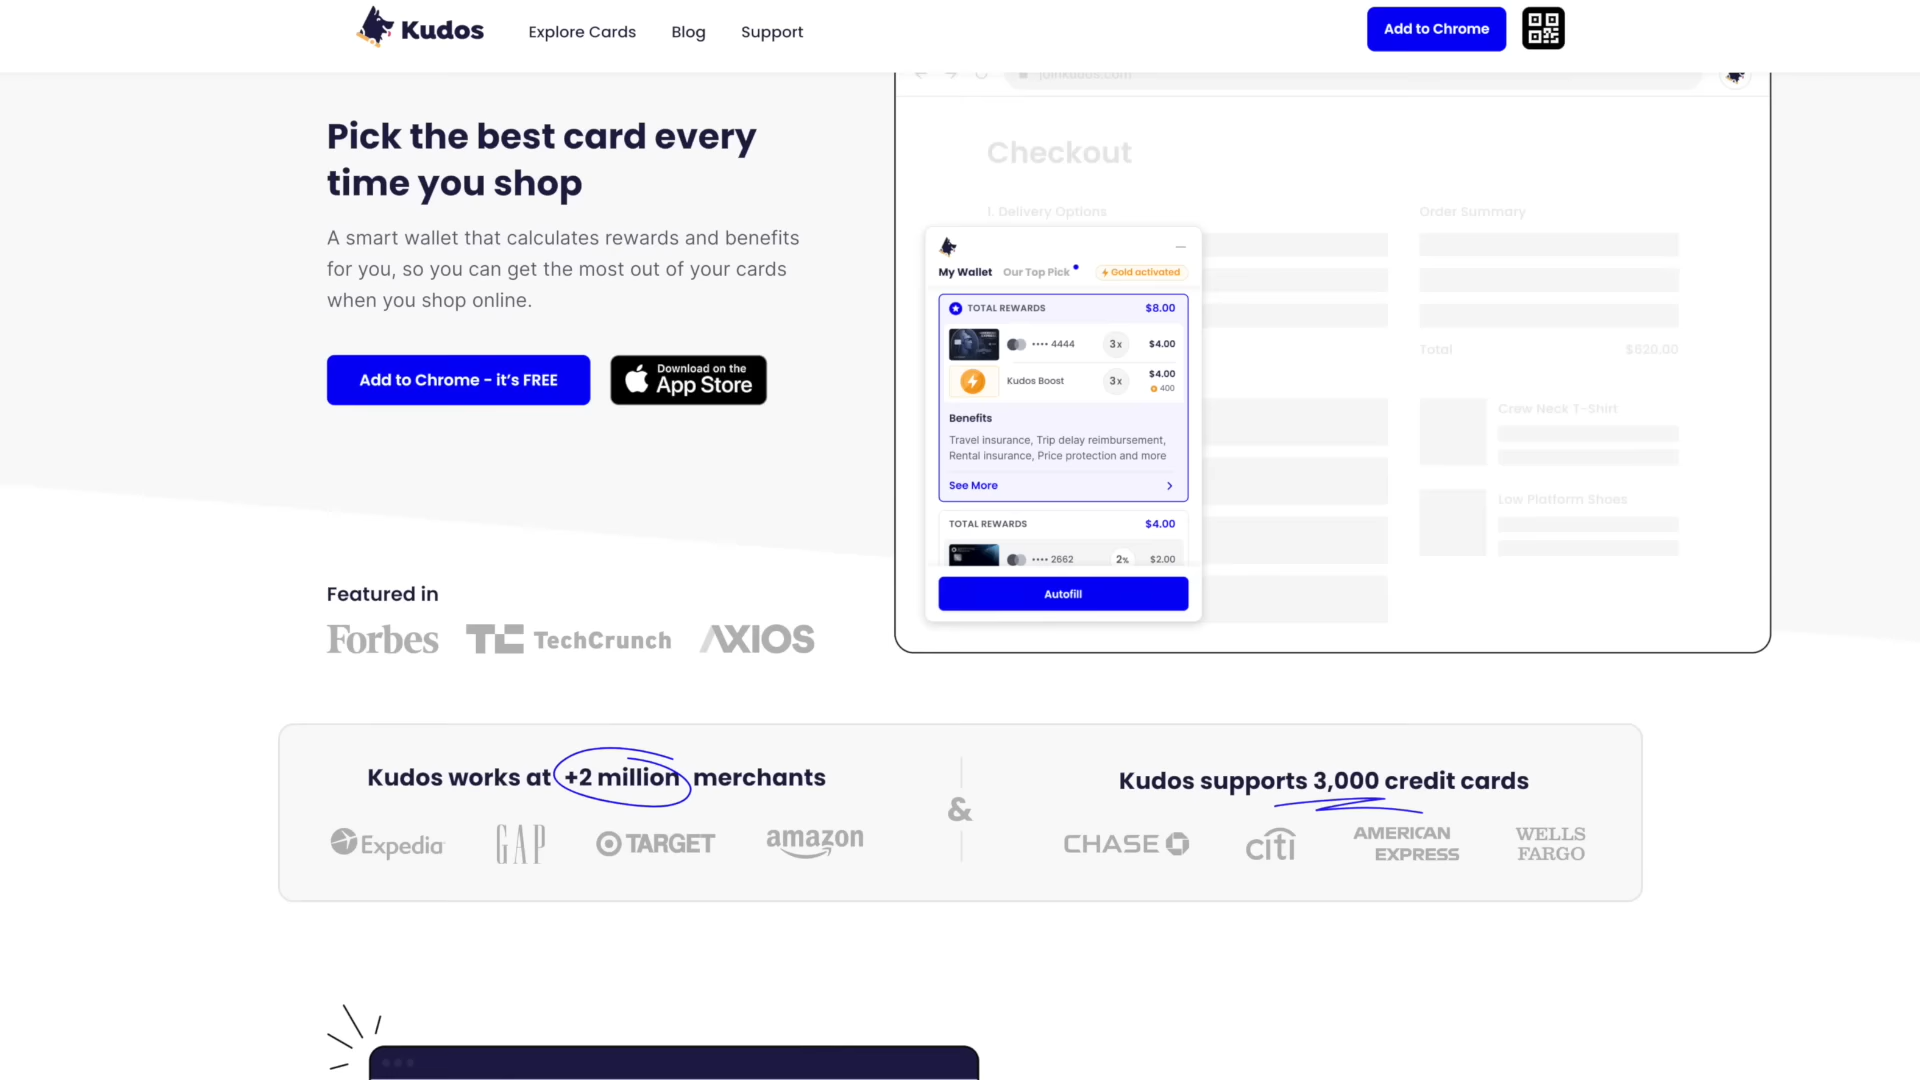 Kudos
Explore Cards
Blog
Support
Add to Chrome
Pick the best card every
time you shop
A smart wallet that calculates rewards and benefits
for you, so you can get the most out of your cards
when you shop online.
Add to Chrome - it's FREE
Download on the
App Store
joinkudos.com
Checkout
I. Delivery Options
Order Summary
Total
$620.00
Crew Neck T-Shirt
Low Platform Shoes
My Wallet
Our Top Pick
Gold activated
TOTAL REWARDS
$8.00
•••• 4444
3x
$4.00
Kudos Boost
3x
$4.00
400
Benefits
Travel insurance, Trip delay reimbursement,
Rental insurance, Price protection and more
See More
TOTAL REWARDS
$4.00
•••• 2662
2%
$2.00
Autofill
Featured in
Forbes
TC TechCrunch
AXIOS
Kudos works at +2 million merchants
Expedia
GAP
TARGET
amazon
&
Kudos supports 3,000 credit cards
CHASE
citi
AMERICAN
EXPRESS
WELLS
FARGO